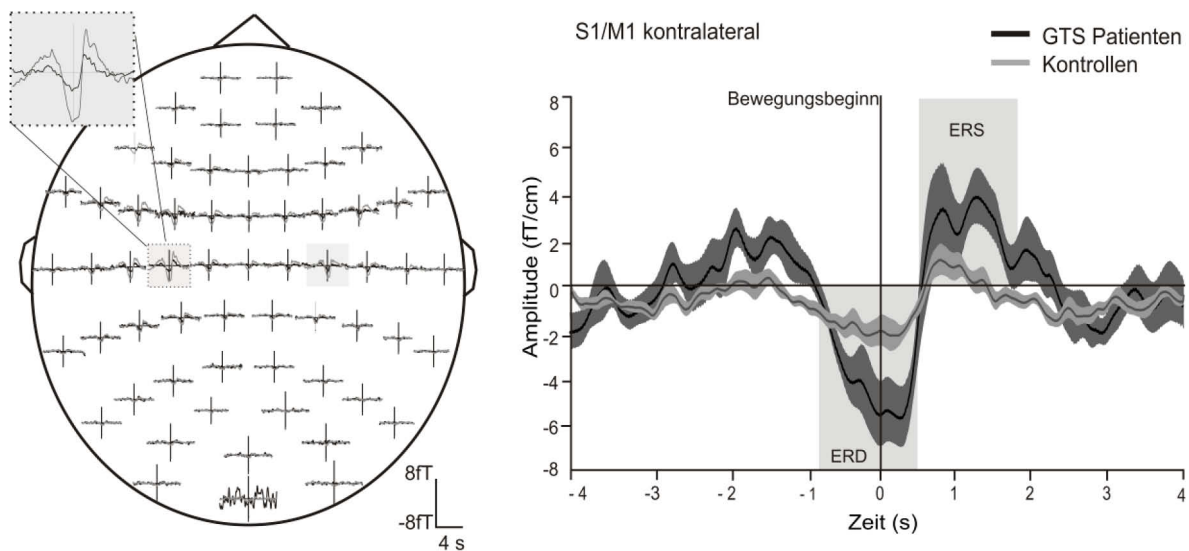 8fT
-8fT
4 s
S1/M1 kontralateral
GTS Patienten
Kontrollen
Bewegungsbeginn
ERS
ERD
Amplitude (fT/cm)
8
6
4
2
0
-2
-4
-6
-8
-4 -3 -2 -1 0 1 2 3 4
Zeit (s)